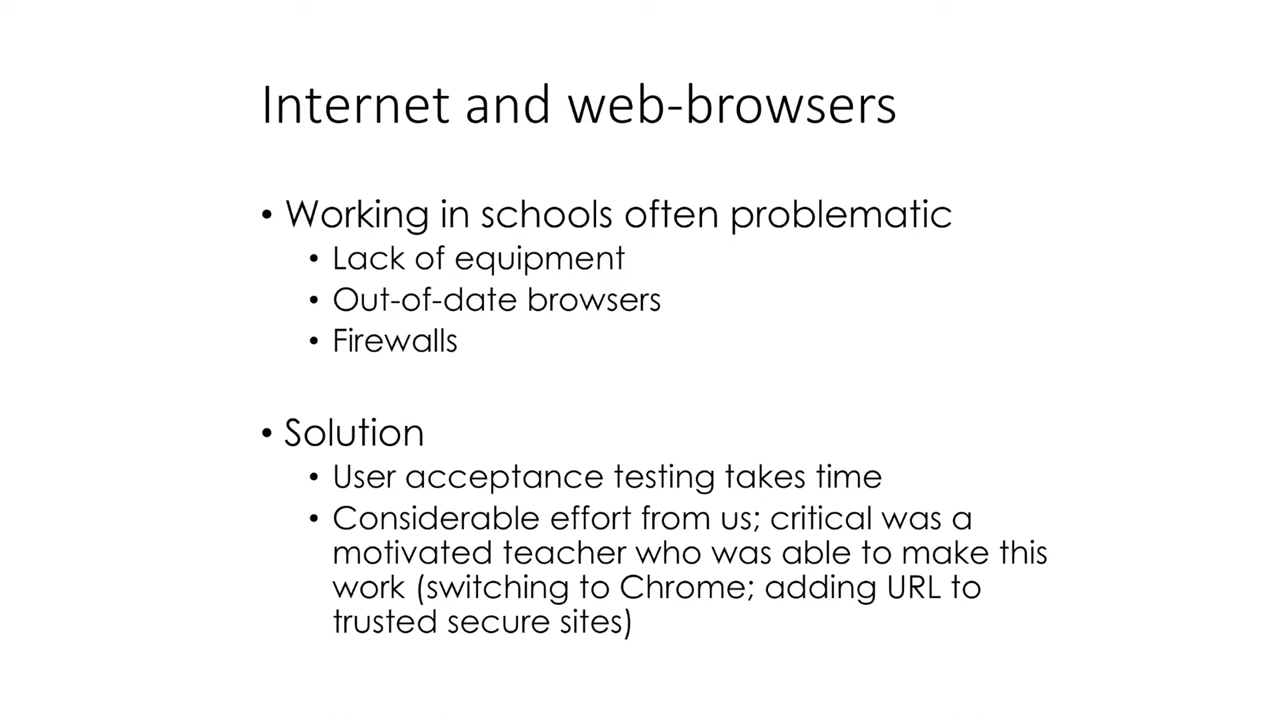 Internet and web-browsers
• Working in schools often problematic
• Lack of equipment
• Out-of-date browsers
• Firewalls
• Solution
• User acceptance testing takes time
• Considerable effort from us; critical was a
motivated teacher who was able to make this
work (switching to Chrome; adding URL to
trusted secure sites)